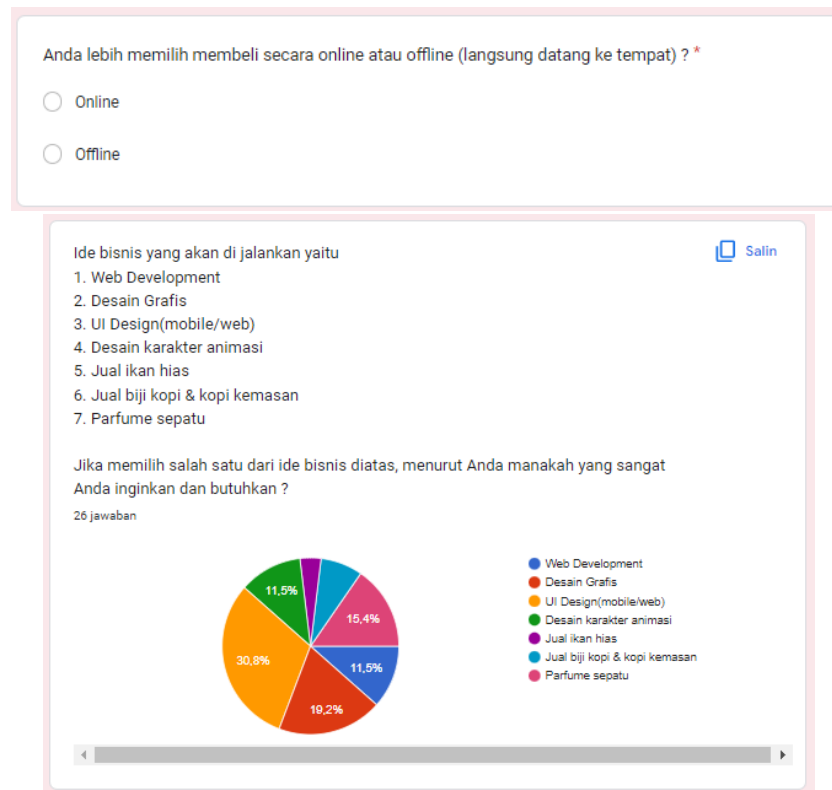 Anda lebih memilih membeli secara online atau offline (langsung datang ke tempat) ? *
Online
Offline
Ide bisnis yang akan di jalankan yaitu
Salin
1. Web Development
2. Desain Grafis
3. UI Design(mobile/web)
4. Desain karakter animasi
5. Jual ikan hias
6. Jual biji kopi & kopi kemasan
7. Parfume sepatu
Jika memilih salah satu dari ide bisnis diatas, menurut Anda manakah yang sangat
Anda inginkan dan butuhkan ?
26 jawaban
11,5%
15,4%
30,8%
11,5%
19,2%
Web Development
Desain Grafis
UI Design(mobile/web)
Desain karakter animasi
Jual ikan hias
Jual biji kopi & kopi kemasan
Parfume sepatu